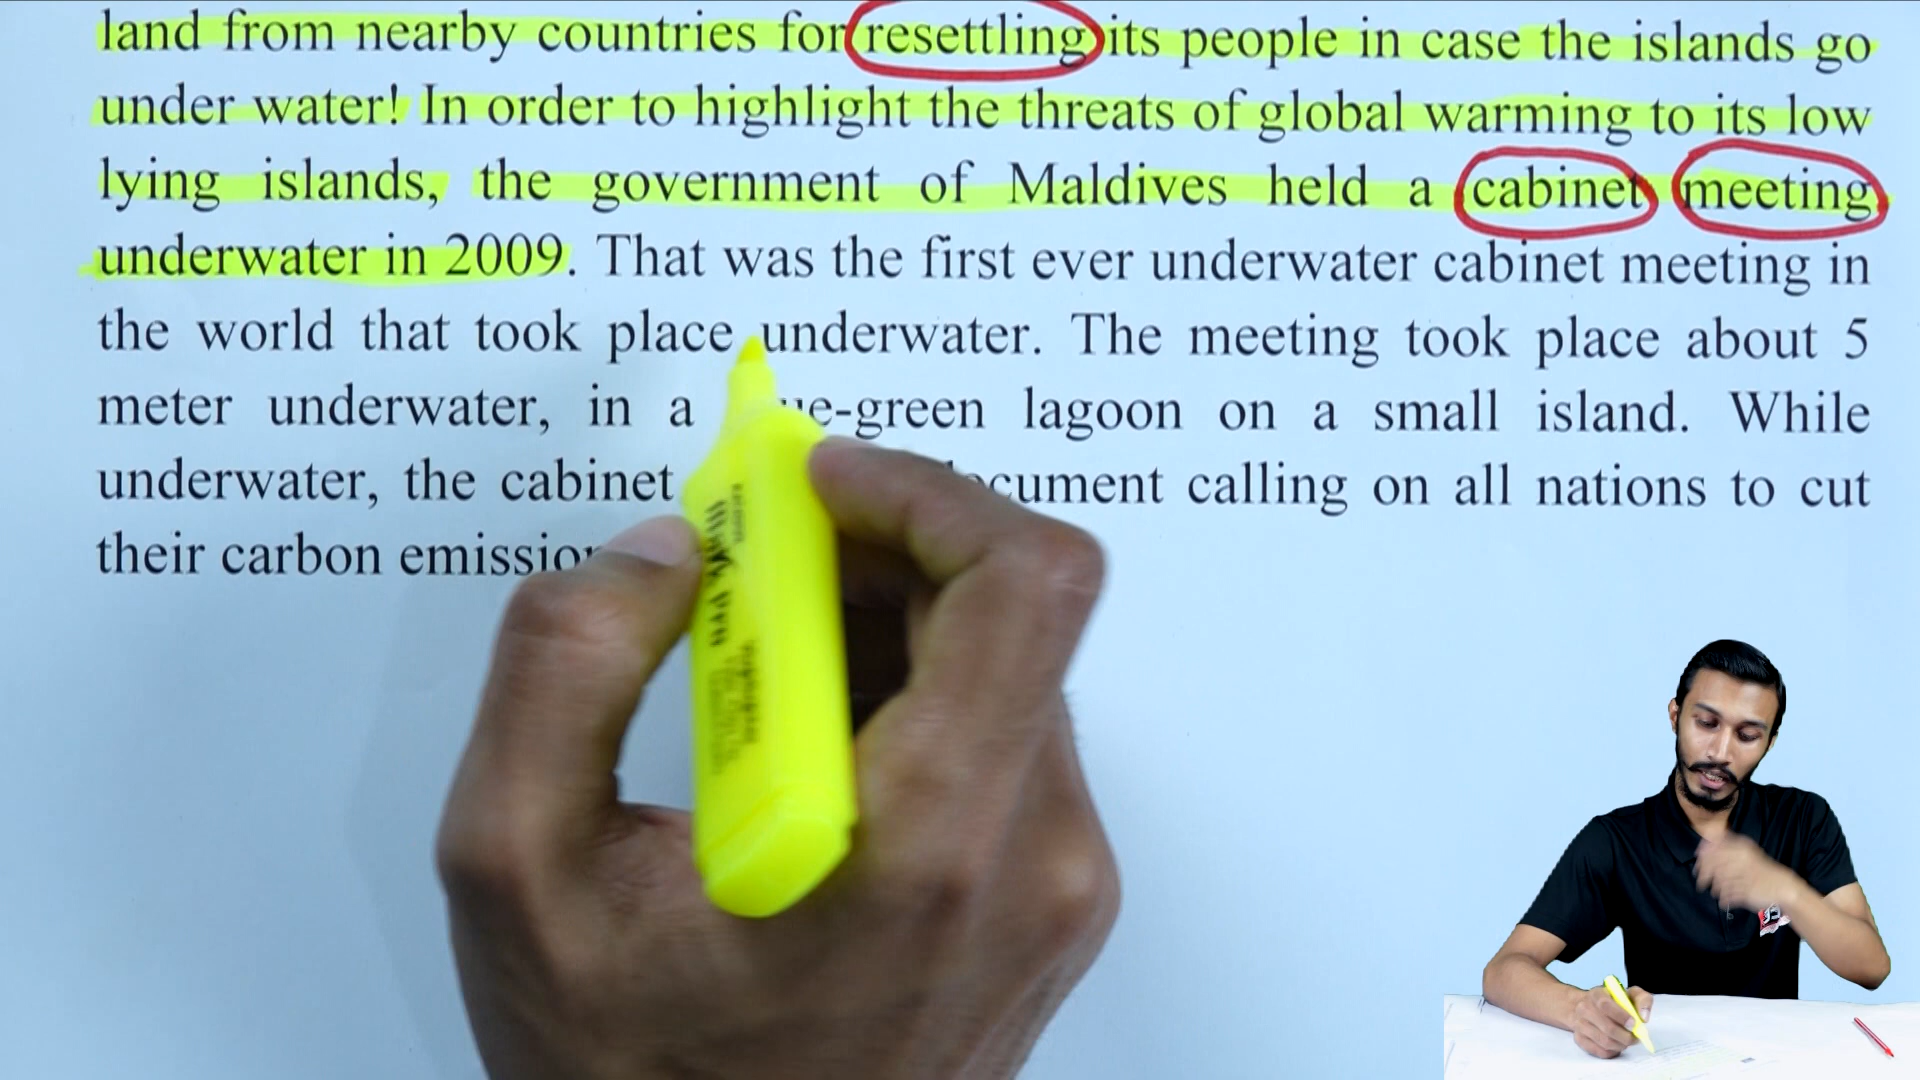 land from nearby countries for resettling its people in case the islands go
under water! In order to highlight the threats of global warming to its low
lying islands, the government of Maldives held a cabinet meeting
underwater in 2009. That was the first ever underwater cabinet meeting in
the world that took place underwater. The meeting took place about 5
meter underwater, in a -green lagoon on a small island. While
underwater, the cabinet calling on all nations to cut
their carbon